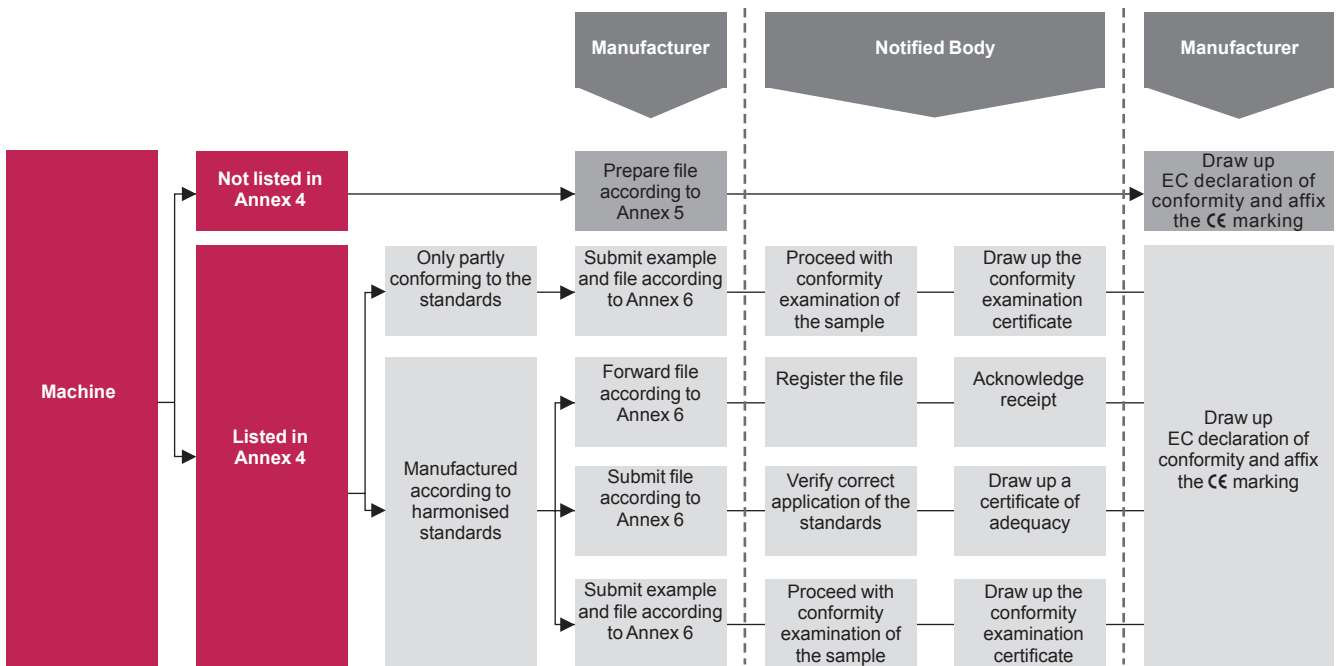 Manufacturer
Notified Body
Manufacturer
Machine
Not listed in
Annex 4
Prepare file
according to
Annex 5
Draw up
EC declaration of
conformity and affix
the CE marking
Listed in
Annex 4
Only partly
conforming to the
standards
Submit example
and file according
to Annex 6
Proceed with
conformity
examination of
the sample
Draw up the
conformity
examination
certificate
Manufactured
according to
harmonised
standards
Forward file
according to
Annex 6
Register the file
Acknowledge
receipt
Submit file
according to
Annex 6
Verify correct
application of the
standards
Draw up a
certificate of
adequacy
Submit example
and file according
to Annex 6
Proceed with
conformity
examination of
the sample
Draw up the
conformity
examination
certificate
Draw up
EC declaration of
conformity and affix
the CE marking